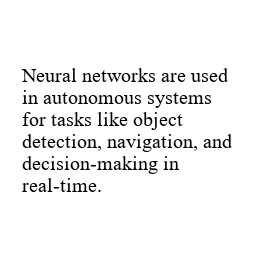 Neural networks are used
in autonomous systems
for tasks like object
detection, navigation, and
decision-making in
real-time.